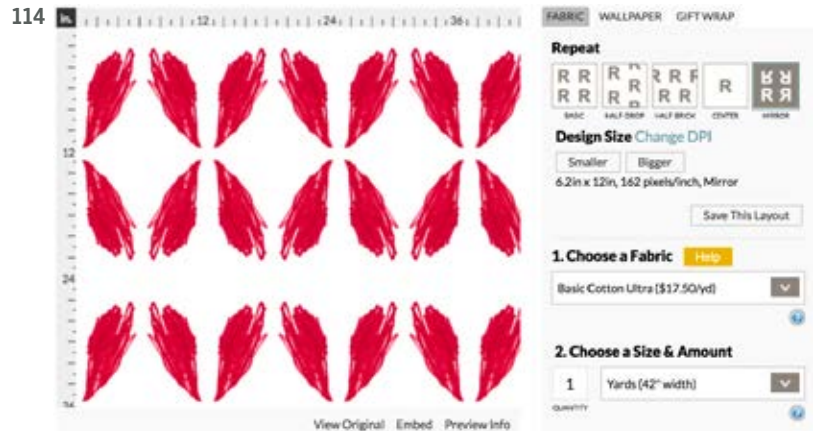 114
in.
12
24
36
12
24
FABRIC WALLPAPER GIFT WRAP
Repeat
R R R R R R R R R R
R R R R R R R R
BASIC HALF-DROP HALF-BRICK CENTER MIRROR
Design Size Change DPI
Smaller Bigger
6.2in x 12in, 162 pixels/inch, Mirror
Save This Layout
1. Choose a Fabric Help
Basic Cotton Ultra ($17.50/yd)
2. Choose a Size & Amount
1 Yards (42" width)
QUANTITY
View Original Embed Preview Info